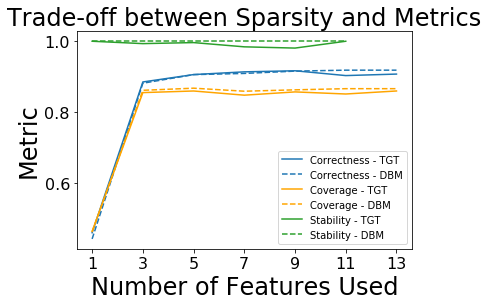 Trade-off between Sparsity and Metrics
1.0
0.8
0.6
Metric
Correctness - TGT
Correctness - DBM
Coverage - TGT
Coverage - DBM
Stability - TGT
Stability - DBM
1 3 5 7 9 11 13
Number of Features Used